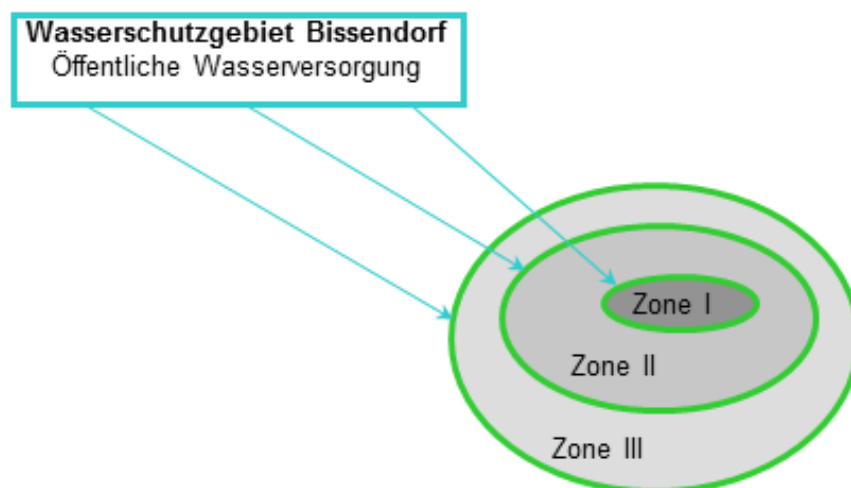 Wasserschutzgebiet Bissendorf
Öffentliche Wasserversorgung
Zone I
Zone II
Zone III